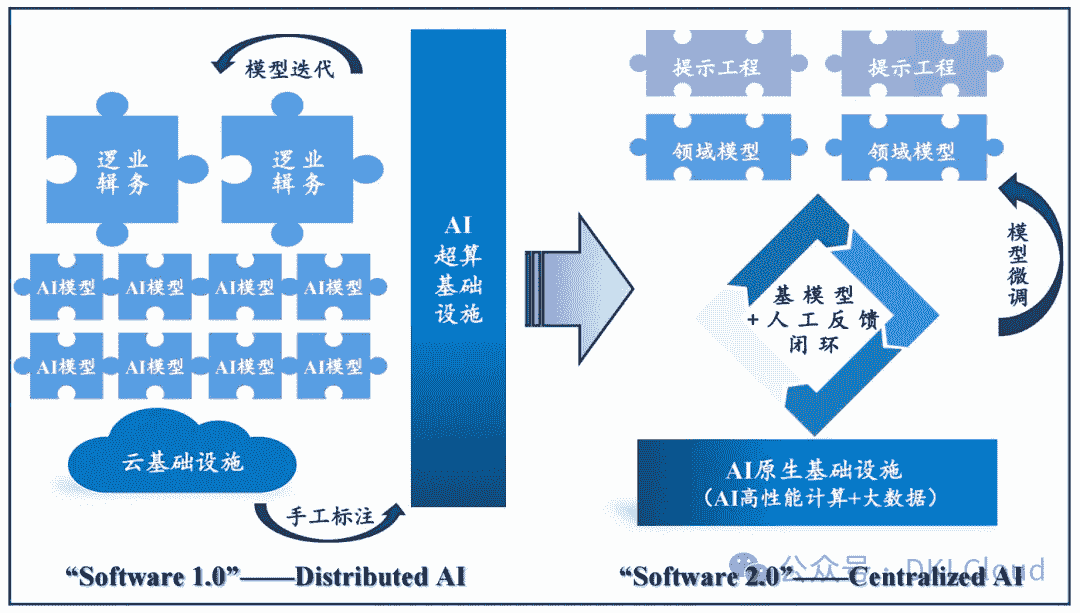 模型迭代
逻 业
辑 务
逻 业
辑 务
AI模型
AI模型
AI模型
AI模型
AI模型
AI模型
AI模型
AI模型
云基础设施
手工标注
AI
超算
基础
设施
“Software 1.0”——Distributed AI
提示工程
提示工程
领域模型
领域模型
模型微调
基模型
+人工反馈
闭环
AI原生基础设施
（AI高性能计算+大数据）
“Software 2.0”——Centralized AI
公众号 · DKLCloud